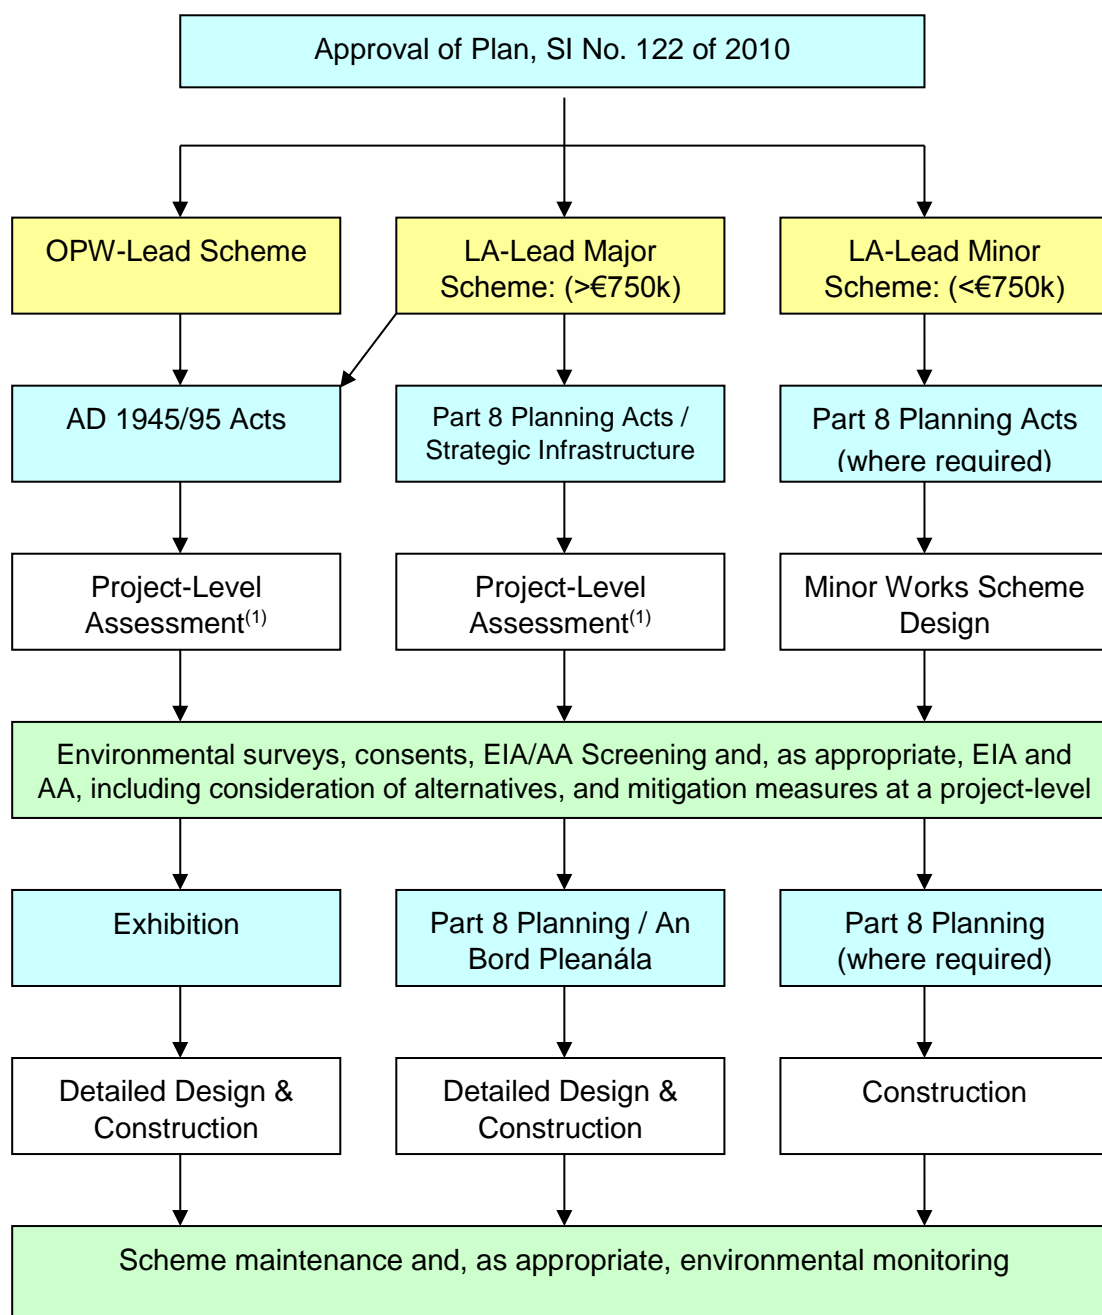 Approval of Plan, SI No. 122 of 2010
OPW-Lead Scheme
LA-Lead Major
Scheme: (>€750k)
LA-Lead Minor
Scheme: (<€750k)
AD 1945/95 Acts
Part 8 Planning Acts /
Strategic Infrastructure
Part 8 Planning Acts
(where required)
Project-Level
Assessment(1)
Project-Level
Assessment(1)
Minor Works Scheme
Design
Environmental surveys, consents, EIA/AA Screening and, as appropriate, EIA and
AA, including consideration of alternatives, and mitigation measures at a project-level
Exhibition
Part 8 Planning / An
Bord Pleanála
Part 8 Planning
(where required)
Detailed Design &
Construction
Detailed Design &
Construction
Construction
Scheme maintenance and, as appropriate, environmental monitoring